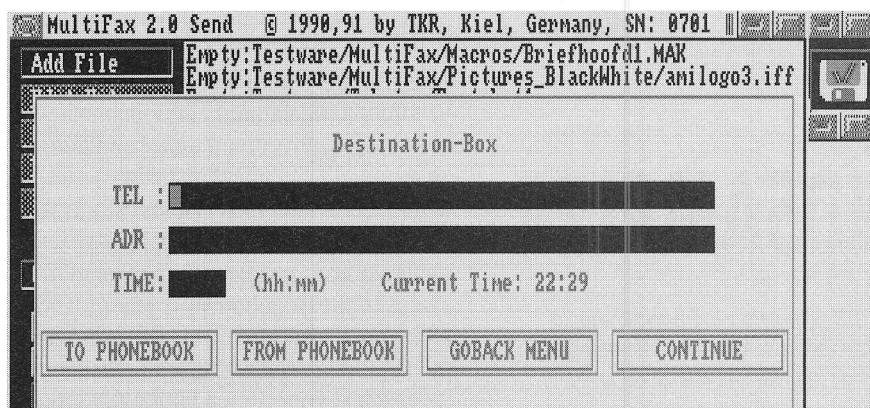 MultiFax 2.0 Send © 1990,91 by TKR, Kiel, Germany, SN: 0701
Add File
Empty:Testware/MultiFax/Macros/Briefhoofd1.MAK
Empty:Testware/MultiFax/Pictures_BlackWhite/amilogo3.iff
Destination-Box
TEL :
ADR :
TIME: (hh:mm) Current Time: 22:29
TO PHONEBOOK FROM PHONEBOOK GOBACK MENU CONTINUE